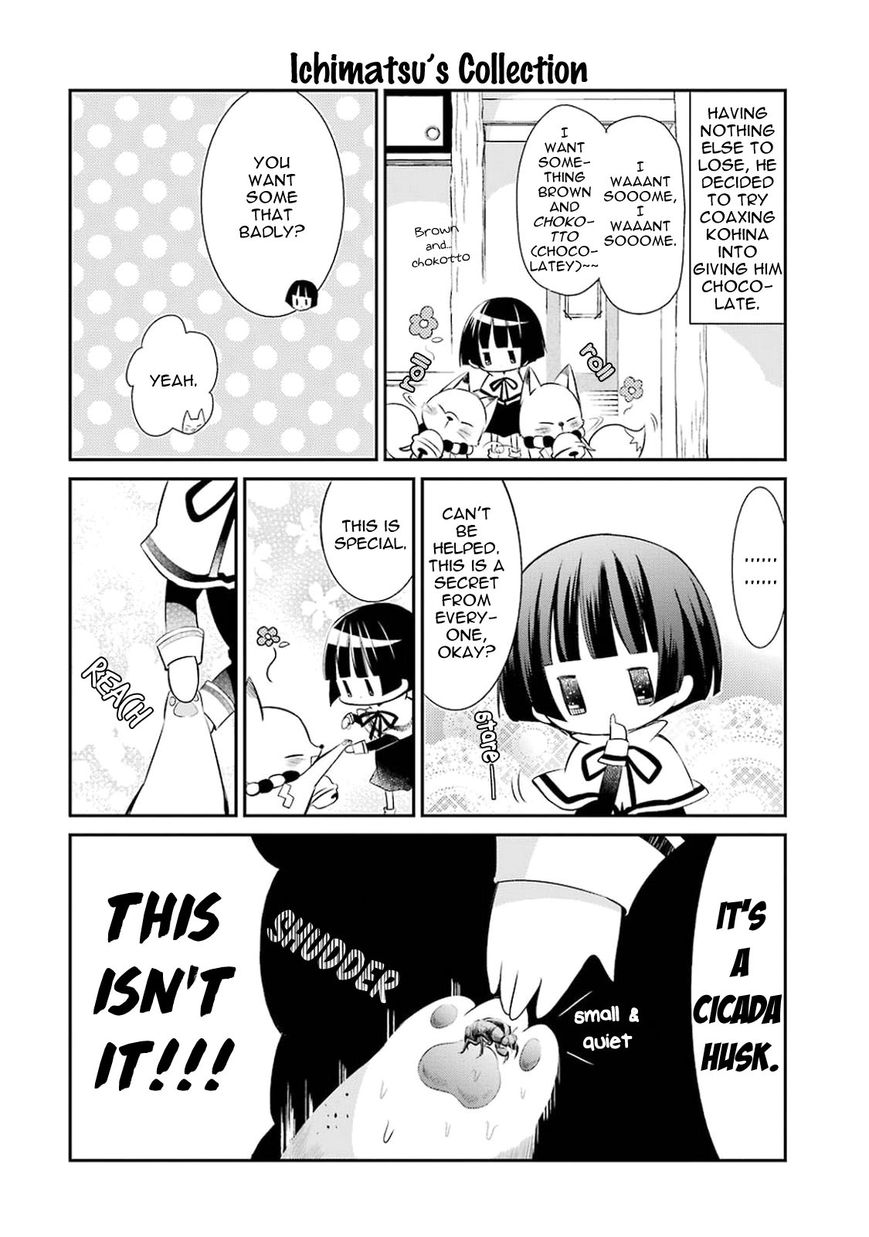 Ichimatsu's Collection
HAVING
NOTHING
ELSE TO
LOSE, HE
DECIDED
TO TRY
COAXING
KOHINA
INTO
GIVING HIM
CHOCO-
LATE.
I
WAAANT
SOOOME,
I
WAAANT
SOOOME.
I
WANT
SOME-
THING
BROWN
AND
CHOKO-
TTO
(CHOCO-
LATEY)~~
Brown
and...
chokotto
roll
roll
YOU
WANT
SOME
THAT
BADLY?
YEAH.
......
......
CAN'T
BE
HELPED.
THIS IS A
SECRET
FROM
EVERY-
ONE,
OKAY?
stare—
THIS IS
SPECIAL.
REACH
IT'S
A
CICADA
HUSK.
small &
quiet
SHUDDER
THIS
ISN'T
IT!!!